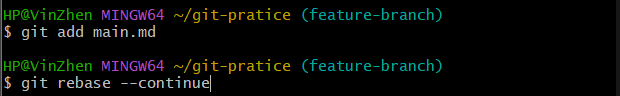 HP@VinZhen MINGW64 ~/git-pratice (feature-branch)
$ git add main.md
HP@VinZhen MINGW64 ~/git-pratice (feature-branch)
$ git rebase --continue